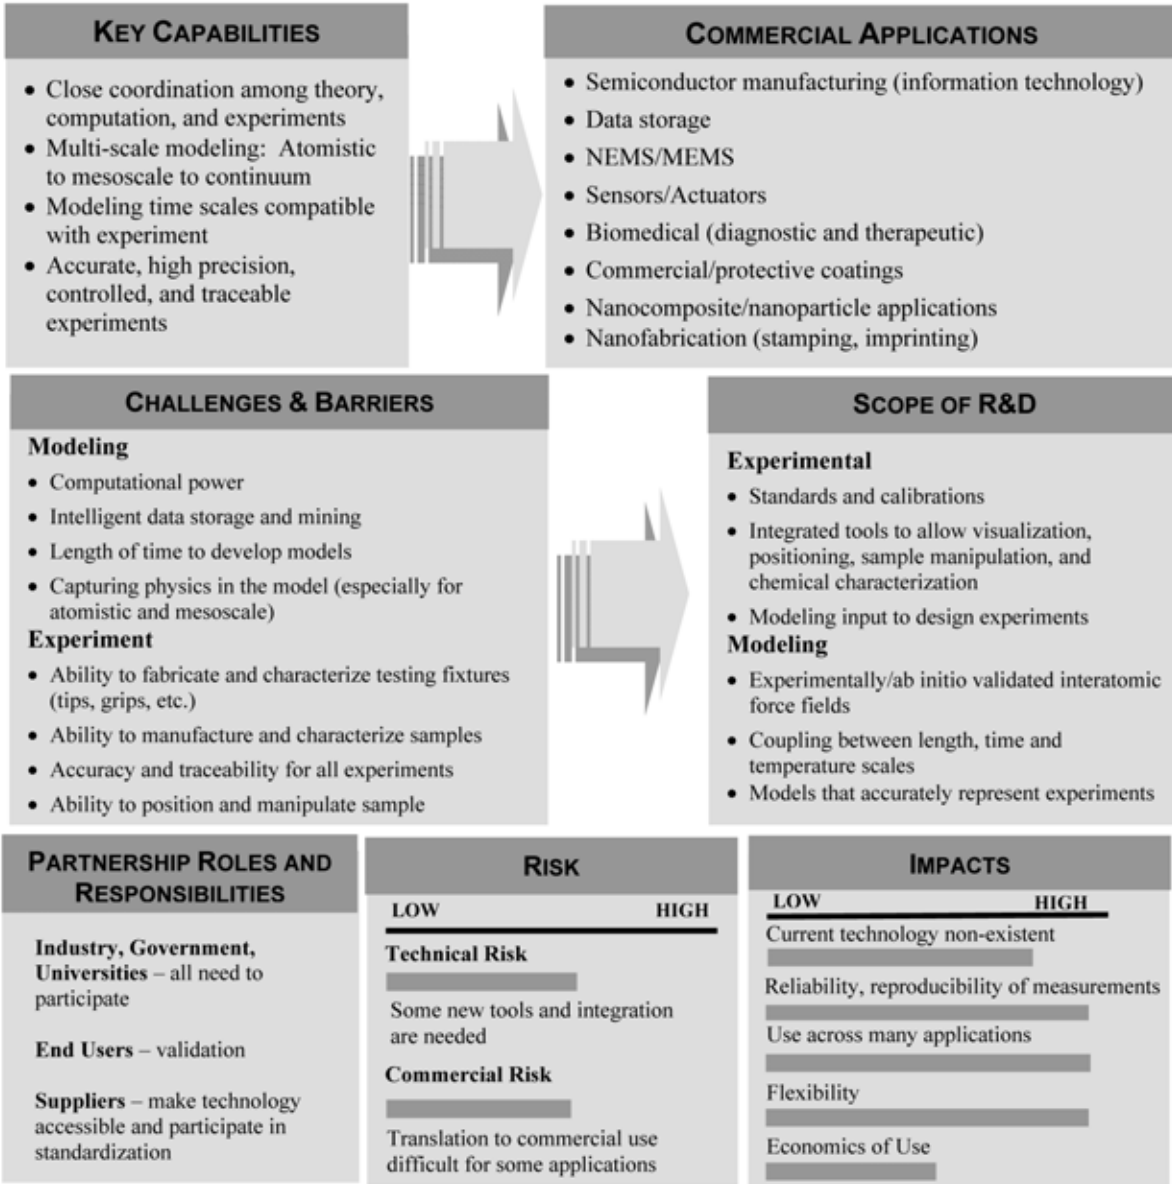 KEY CAPABILITIES
• Close coordination among theory,
computation, and experiments
• Multi-scale modeling: Atomistic
to mesoscale to continuum
• Modeling time scales compatible
with experiment
• Accurate, high precision,
controlled, and traceable
experiments
COMMERCIAL APPLICATIONS
• Semiconductor manufacturing (information technology)
• Data storage
• NEMS/MEMS
• Sensors/Actuators
• Biomedical (diagnostic and therapeutic)
• Commercial/protective coatings
• Nanocomposite/nanoparticle applications
• Nanofabrication (stamping, imprinting)
CHALLENGES & BARRIERS
Modeling
• Computational power
• Intelligent data storage and mining
• Length of time to develop models
• Capturing physics in the model (especially for
atomistic and mesoscale)
Experiment
• Ability to fabricate and characterize testing fixtures
(tips, grips, etc.)
• Ability to manufacture and characterize samples
• Accuracy and traceability for all experiments
• Ability to position and manipulate sample
SCOPE OF R&D
Experimental
• Standards and calibrations
• Integrated tools to allow visualization,
positioning, sample manipulation, and
chemical characterization
• Modeling input to design experiments
Modeling
• Experimentally/ab initio validated interatomic
force fields
• Coupling between length, time and
temperature scales
• Models that accurately represent experiments
PARTNERSHIP ROLES AND
RESPONSIBILITIES
Industry, Government,
Universities – all need to
participate
End Users – validation
Suppliers – make technology
accessible and participate in
standardization
RISK
LOW HIGH
Technical Risk
Some new tools and integration
are needed
Commercial Risk
Translation to commercial use
difficult for some applications
IMPACTS
LOW HIGH
Current technology non-existent
Reliability, reproducibility of measurements
Use across many applications
Flexibility
Economics of Use